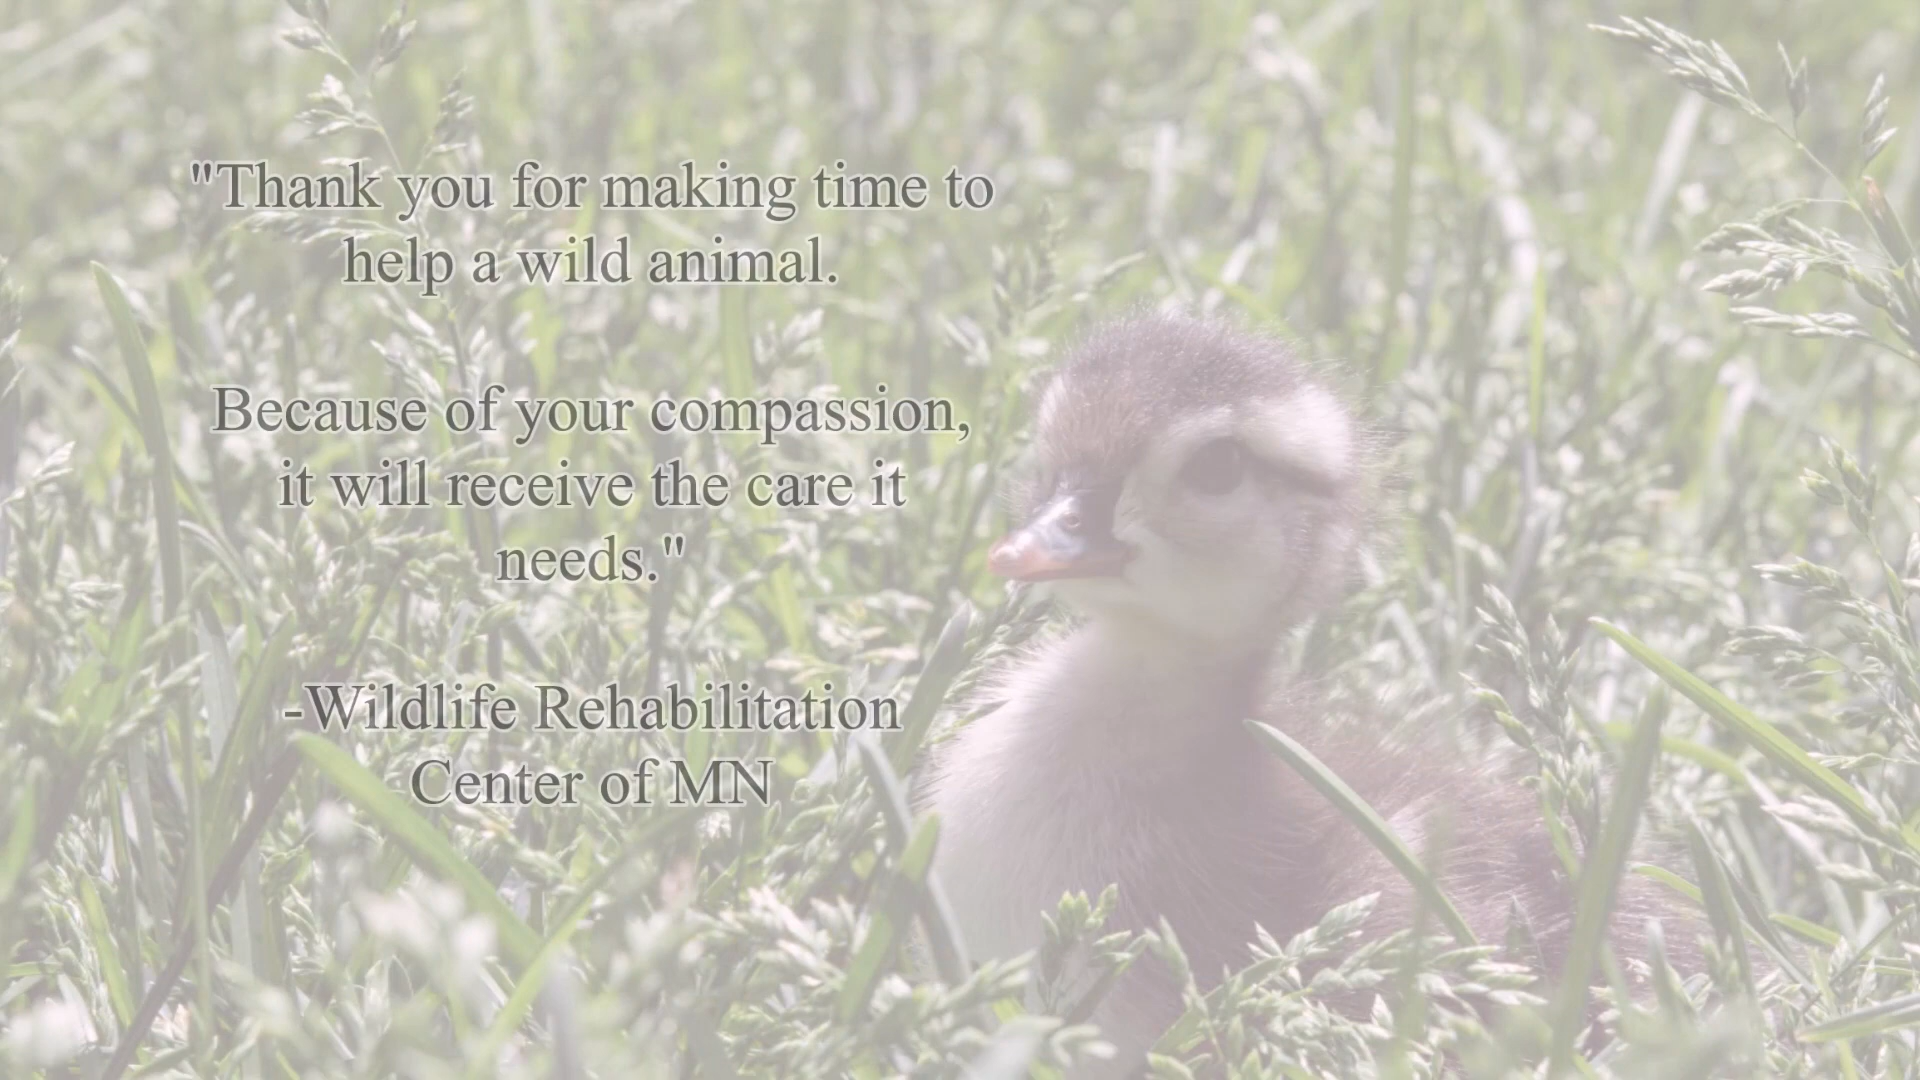 "Thank you for making time to
help a wild animal.
Because of your compassion,
it will receive the care it
needs."
-Wildlife Rehabilitation
Center of MN